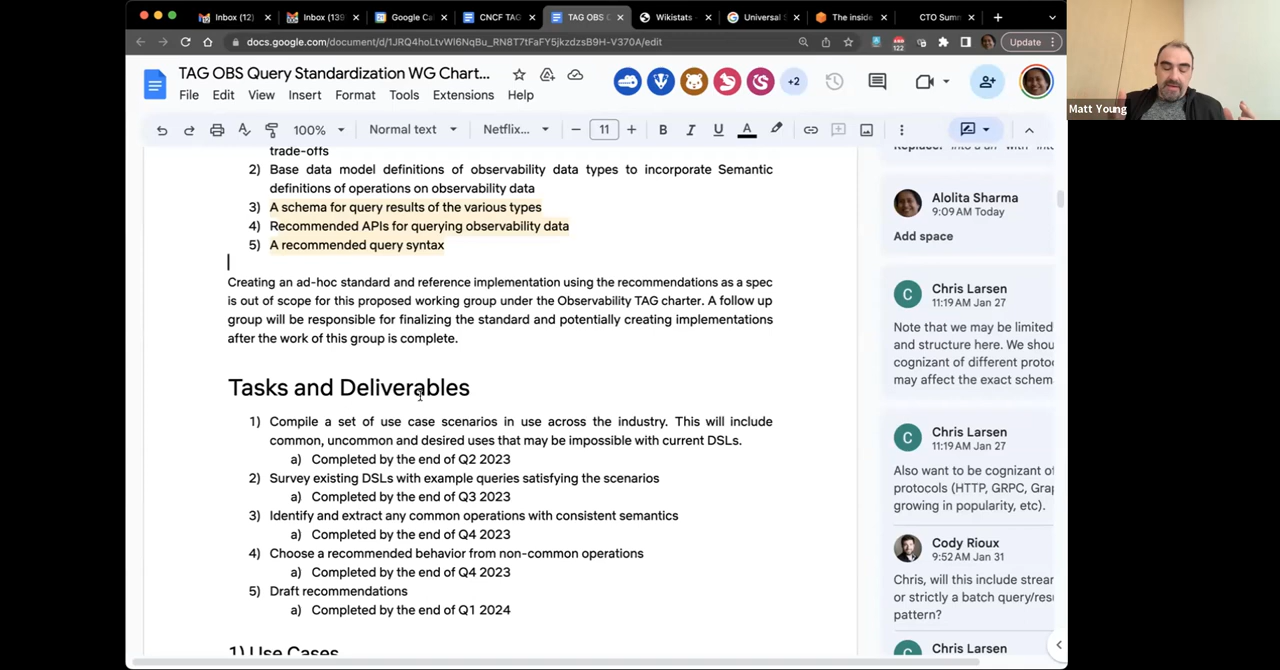 Inbox (12)
Inbox (139
Google Ca
CNCF TAG
TAG OBS
Wikistats -
Universal
The inside
CTO Sum
docs.google.com/document/d/1JRQ4hoLtvWl6NqBu_RN8T7tFaFY5jkzdzsB9H-V370A/edit
122
Update
TAG OBS Query Standardization WG Chart...
+2
File Edit View Insert Format Tools Extensions Help
100% Normal text Netflix... − 11 + B I U A
trade-offs
2) Base data model definitions of observability data types to incorporate Semantic
definitions of operations on observability data
3) A schema for query results of the various types
4) Recommended APIs for querying observability data
5) A recommended query syntax
Creating an ad-hoc standard and reference implementation using the recommendations as a spec
is out of scope for this proposed working group under the Observability TAG charter. A follow up
group will be responsible for finalizing the standard and potentially creating implementations
after the work of this group is complete.
Tasks and Deliverables
1) Compile a set of use case scenarios in use across the industry. This will include
common, uncommon and desired uses that may be impossible with current DSLs.
a) Completed by the end of Q2 2023
2) Survey existing DSLs with example queries satisfying the scenarios
a) Completed by the end of Q3 2023
3) Identify and extract any common operations with consistent semantics
a) Completed by the end of Q4 2023
4) Choose a recommended behavior from non-common operations
a) Completed by the end of Q4 2023
5) Draft recommendations
a) Completed by the end of Q1 2024
1) Use Cases
Alolita Sharma
9:09 AM Today
Add space
C
Chris Larsen
11:19 AM Jan 27
Note that we may be limited
and structure here. We shou
cognizant of different protoc
may affect the exact schem
C
Chris Larsen
11:19 AM Jan 27
Also want to be cognizant of
protocols (HTTP, GRPC, Grap
growing in popularity, etc).
Cody Rioux
9:52 AM Jan 31
Chris, will this include strear
or strictly a batch query/resu
pattern?
C
Chris Larsen
Matt Young